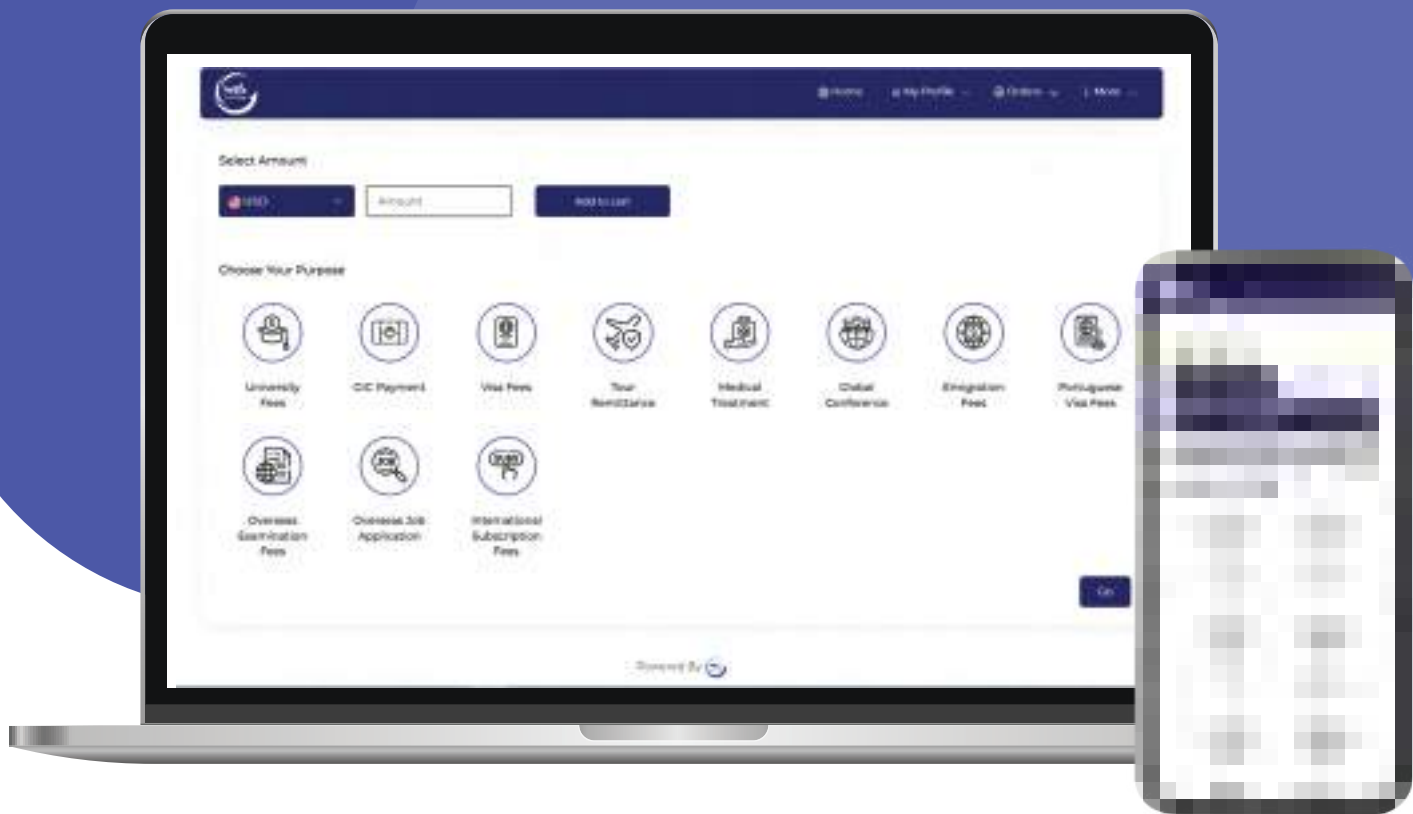 Home My Profile Orders More
Select Amount
USD Amount Add to cart
Choose Your Purpose
University GIC Payment Visa Fees Tour Medical Global Emigration Portuguese
Fees Remittance Treatment Conference Fees Visa Fees
Overseas Overseas Job International
Examination Application Subscription
Fees Fees
Go
Powered By